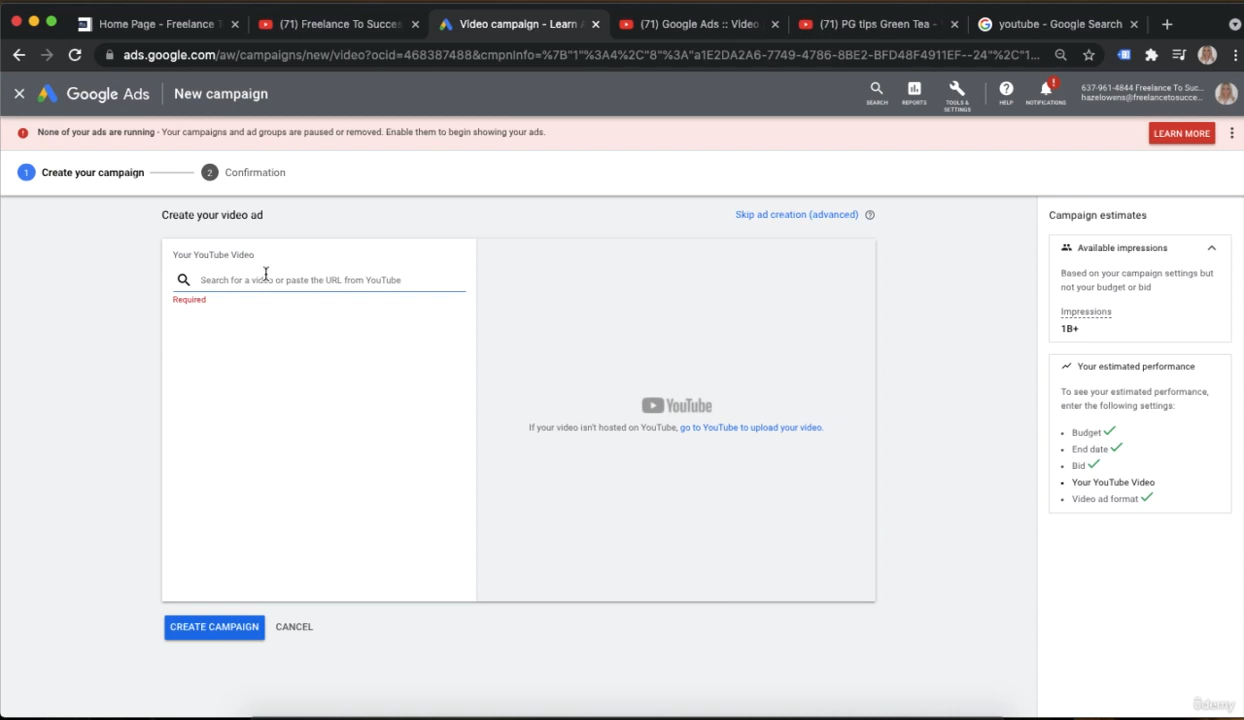 Home Page - Freelance T
(71) Freelance To Succes
Video campaign - Learn A
(71) Google Ads :: Video
(71) PG tips Green Tea -
youtube - Google Search
ads.google.com/aw/campaigns/new/video?ocid=468387488&cmpnInfo=%7B"1"%3A4%2C"8"%3A"a1E2DA2A6-7749-4786-8BE2-BFD48F4911EF--24"%2C"1...
Google Ads
New campaign
SEARCH
REPORTS
TOOLS & SETTINGS
HELP
NOTIFICATIONS
637-961-4844 Freelance To Suc...
hazelowens@freelancetosucce...
None of your ads are running - Your campaigns and ad groups are paused or removed. Enable them to begin showing your ads.
LEARN MORE
1 Create your campaign
2 Confirmation
Create your video ad
Skip ad creation (advanced)
Your YouTube Video
Search for a video or paste the URL from YouTube
Required
YouTube
If your video isn't hosted on YouTube, go to YouTube to upload your video.
CREATE CAMPAIGN
CANCEL
Campaign estimates
Available impressions
Based on your campaign settings but
not your budget or bid
Impressions
1B+
Your estimated performance
To see your estimated performance,
enter the following settings:
Budget
End date
Bid
Your YouTube Video
Video ad format
ûdemy